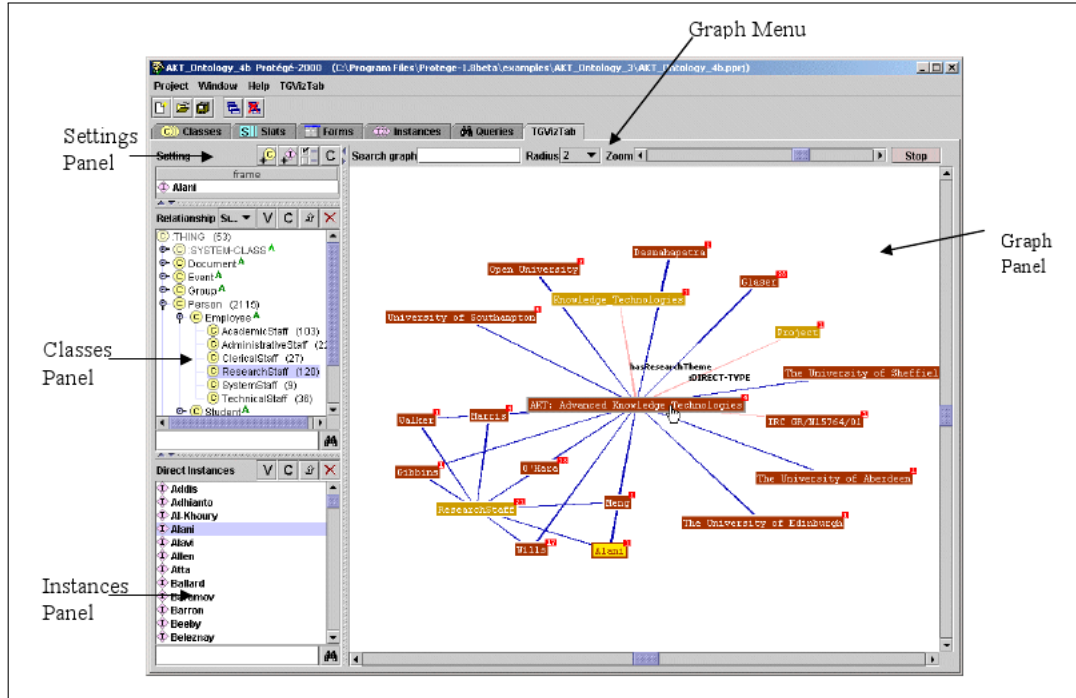 Graph Menu
AKT_Ontology_4b Protégé-2000 (C:\Program Files\Protege-1.8beta\examples\AKT_Ontology_3\AKT_Ontology_4b.pprj)
Project Window Help TGVizTab
Classes Slots Forms Instances Queries TGVizTab
Settings
Panel
Setting
C
Search graph
Radius 2
Zoom
Stop
frame
Alani
Relationship Su... V C
:THING (53)
:SYSTEM-CLASS A
Document A
Event A
Group A
Person (2115)
Employee A
AcademicStaff (103)
AdministrativeStaff (22
ClericalStaff (27)
ResearchStaff (120)
SystemStaff (9)
TechnicalStaff (36)
Student A
Classes
Panel
Direct Instances V C
Addis
Adhianto
Al-Khoury
Alani
Alavi
Allen
Atta
Ballard
Barron
Beeby
Beleznay
Instances
Panel
Graph
Panel
Dasmahapatra
Open University
Glaser
Knowledge Technologies
University of Southampton
Project
hasResearchTheme
:DIRECT-TYPE
The University of Sheffiel
AKT: Advanced Knowledge Technologies
Walker
Harris
IRC GR/N15764/01
Gibbins
O'Hara
The University of Aberdeen
ResearchStaff
Meng
The University of Edinburgh
Wills
Alani